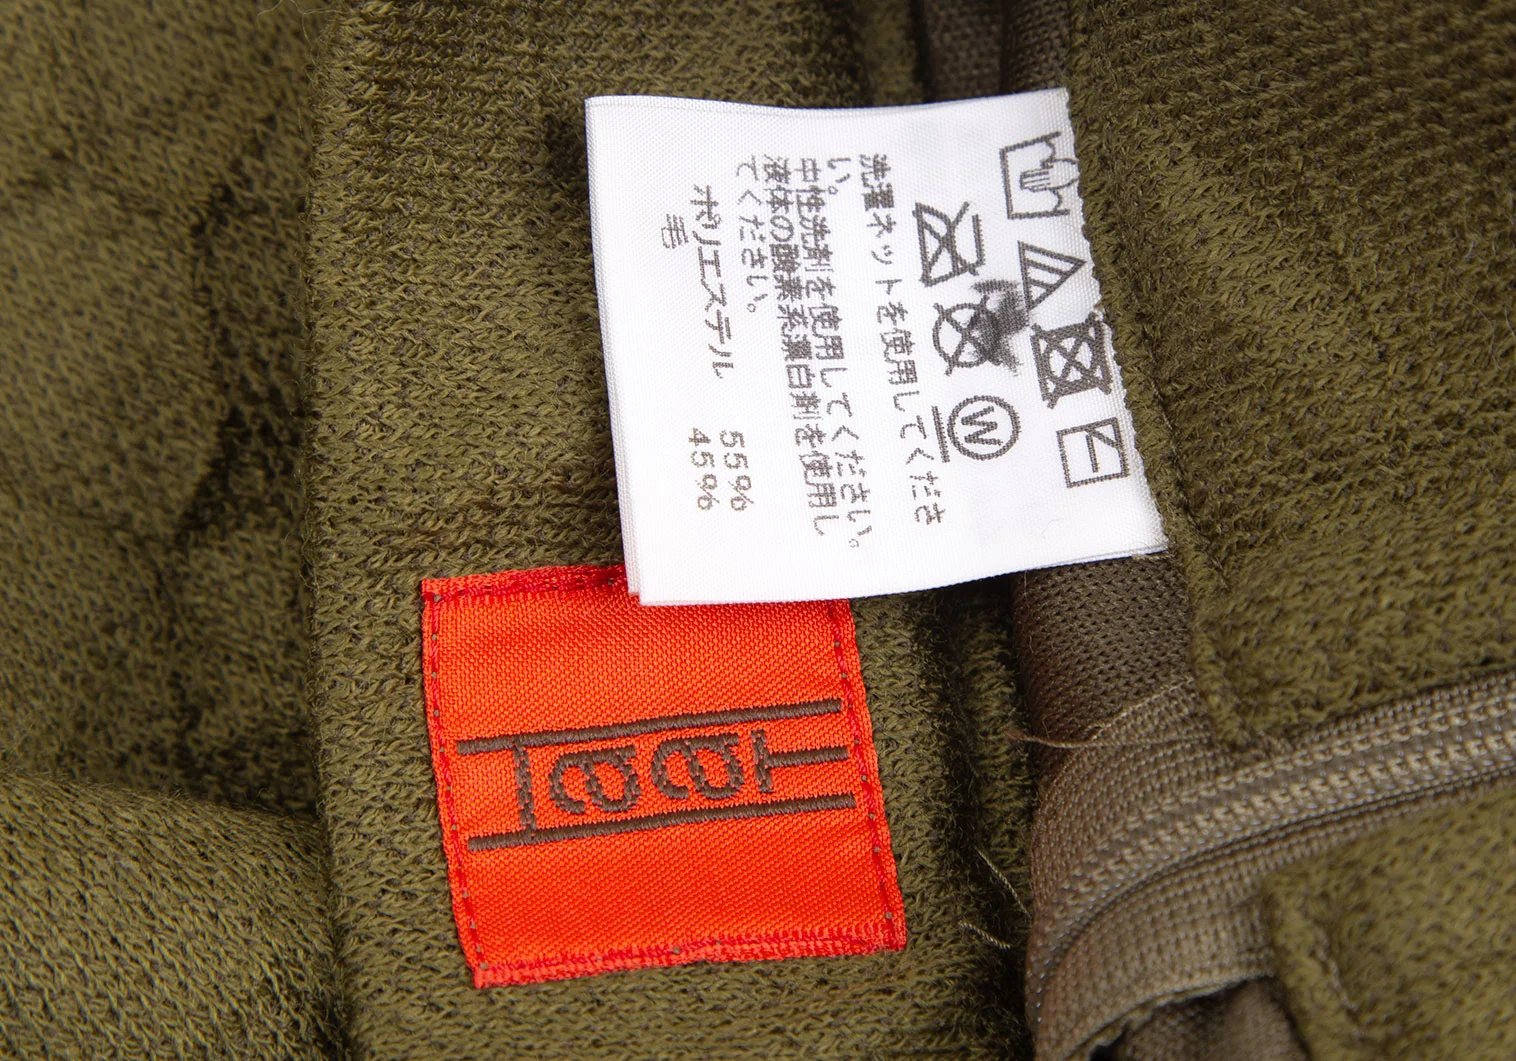 W
洗濯ネットを使用してくださ
い。
中性洗剤を使用してください。
液体の酸素系漂白剤を使用し
てください。
ポリエステル 55%
毛 45%
HaaT